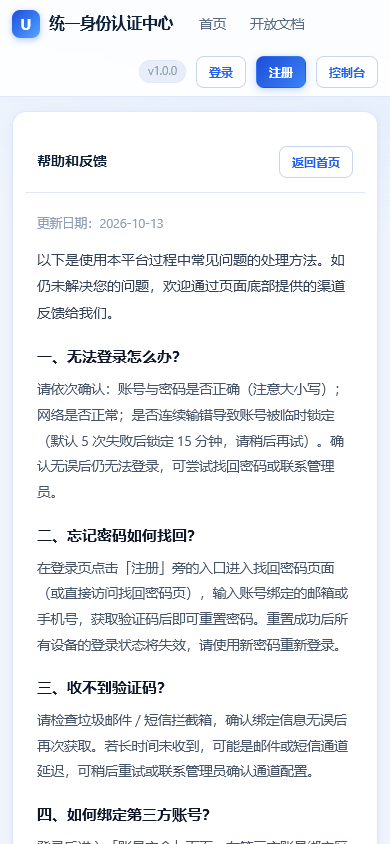 U 统一身份认证中心 首页 开放文档
v1.0.0 登录 注册 控制台
帮助和反馈 返回首页
更新日期：2026-10-13
以下是使用本平台过程中常见问题的处理方法。如
仍未解决您的问题，欢迎通过页面底部提供的渠道
反馈给我们。
一、无法登录怎么办？
请依次确认：账号与密码是否正确（注意大小写）；
网络是否正常；是否连续输错导致账号被临时锁定
（默认 5 次失败后锁定 15 分钟，请稍后再试）。确
认无误后仍无法登录，可尝试找回密码或联系管理
员。
二、忘记密码如何找回？
在登录页点击「注册」旁的入口进入找回密码页面
（或直接访问找回密码页），输入账号绑定的邮箱或
手机号，获取验证码后即可重置密码。重置成功后所
有设备的登录状态将失效，请使用新密码重新登录。
三、收不到验证码？
请检查垃圾邮件 / 短信拦截箱，确认绑定信息无误后
再次获取。若长时间未收到，可能是邮件或短信通道
延迟，可稍后重试或联系管理员确认通道配置。
四、如何绑定第三方账号？